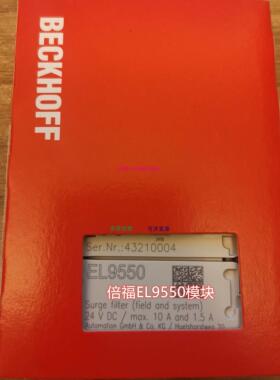 BECKHOFF
Ser.Nr.:43210004
EL9550
倍福EL9550模块
Surge filter (field and system)
24 V DC / max. 10 A and 1.5 A
Automation GmbH & Co. KG / Huelshorstweg 20